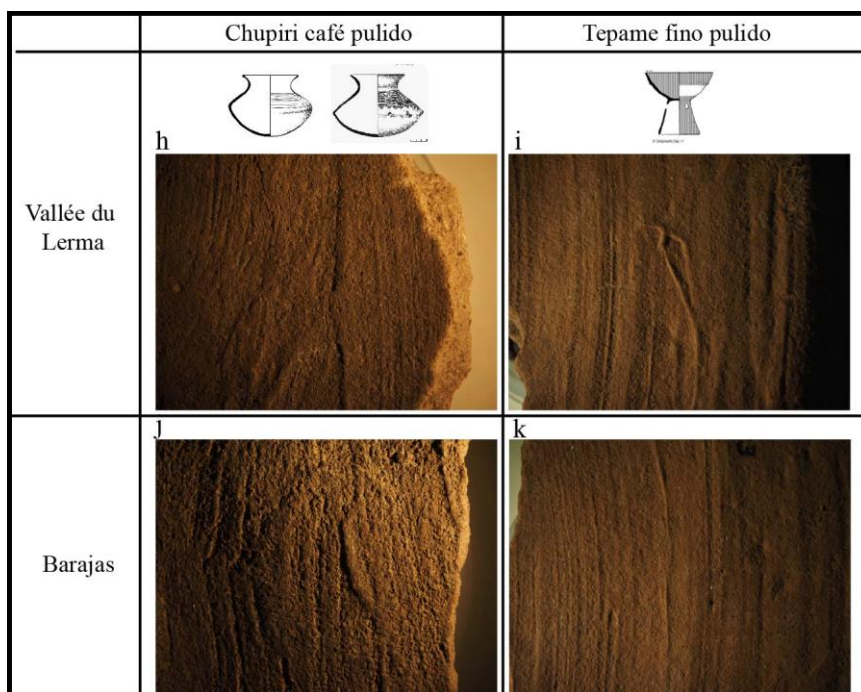 Chupiri café pulido
Tepame fino pulido
h
i
Vallée du
Lerma
J
k
Barajas